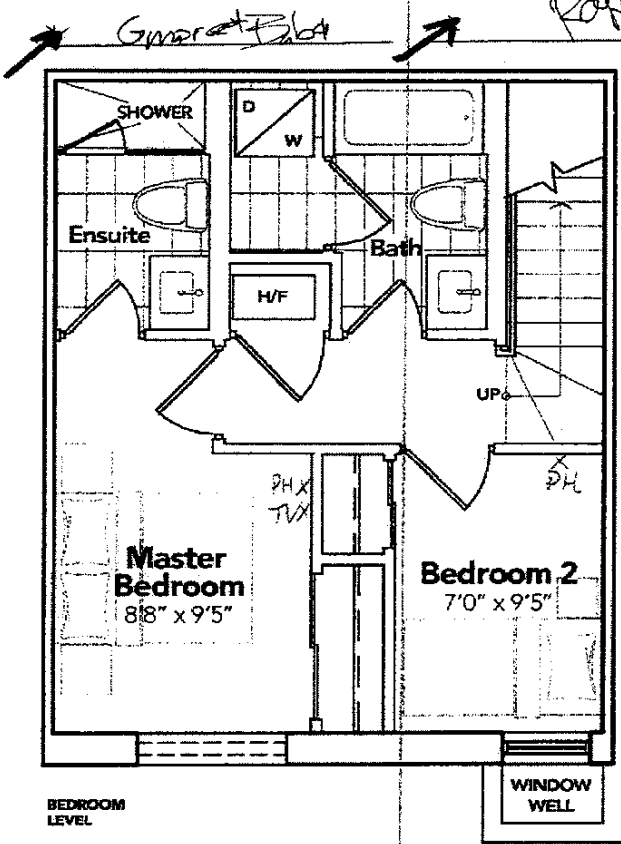 SHOWER
D
W
Ensuite
Bath
H/F
UP
PH X
TV X
X
PH
Master
Bedroom
8'8" x 9'5"
Bedroom 2
7'0" x 9'5"
WINDOW
WELL
BEDROOM
LEVEL